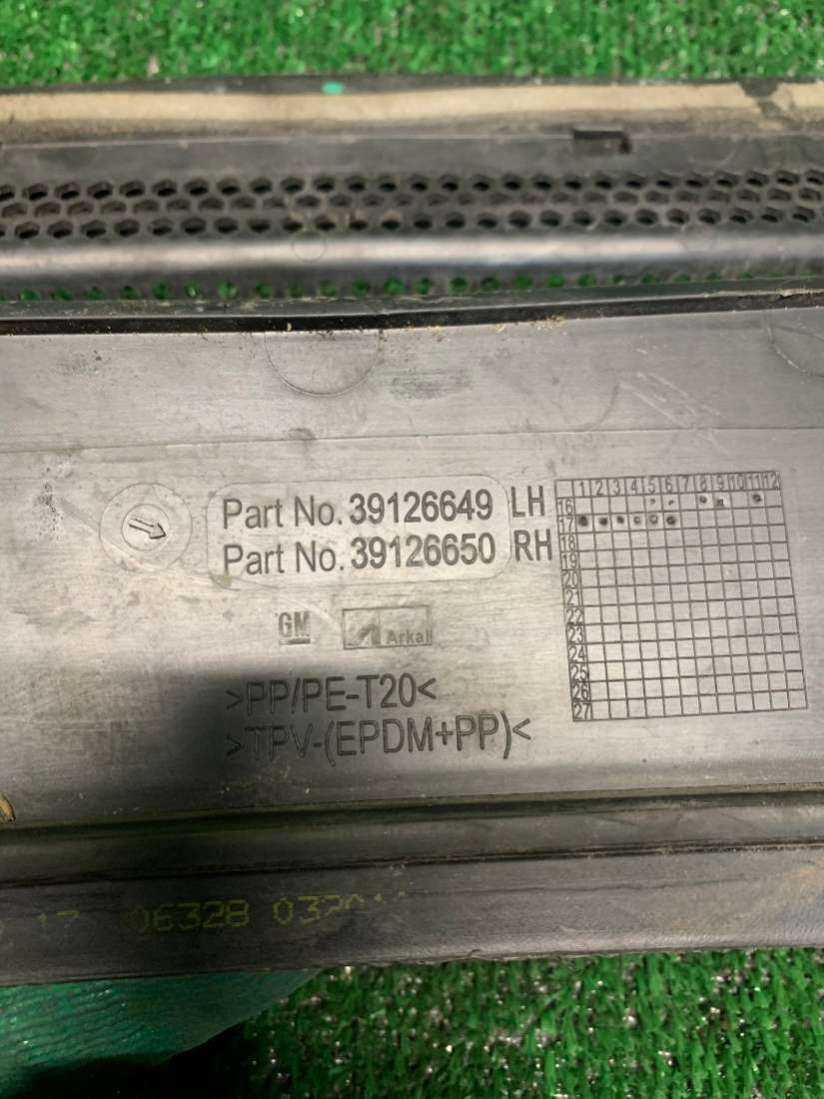 Part No. 39126649 LH
Part No. 39126650 RH
1 2 3 4 5 6 7 8 9 10 11 12
16
17
18
19
20
21
22
23
24
25
26
27
GM
Arkal
>PP/PE-T20<
>TPV-(EPDM+PP)<
17 06328